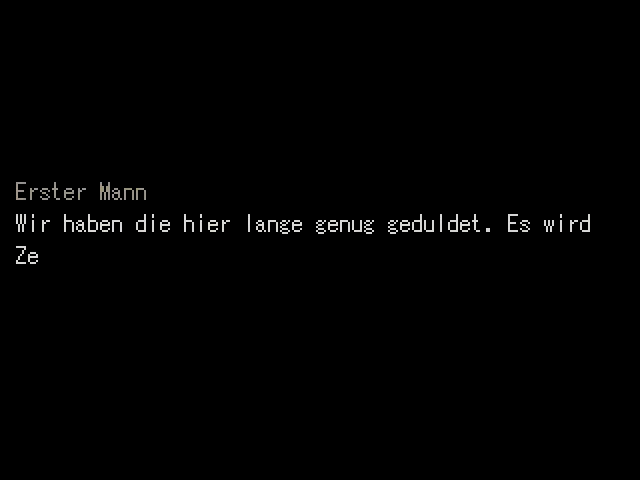 Erster Mann
Wir haben die hier lange genug geduldet. Es wird
Ze